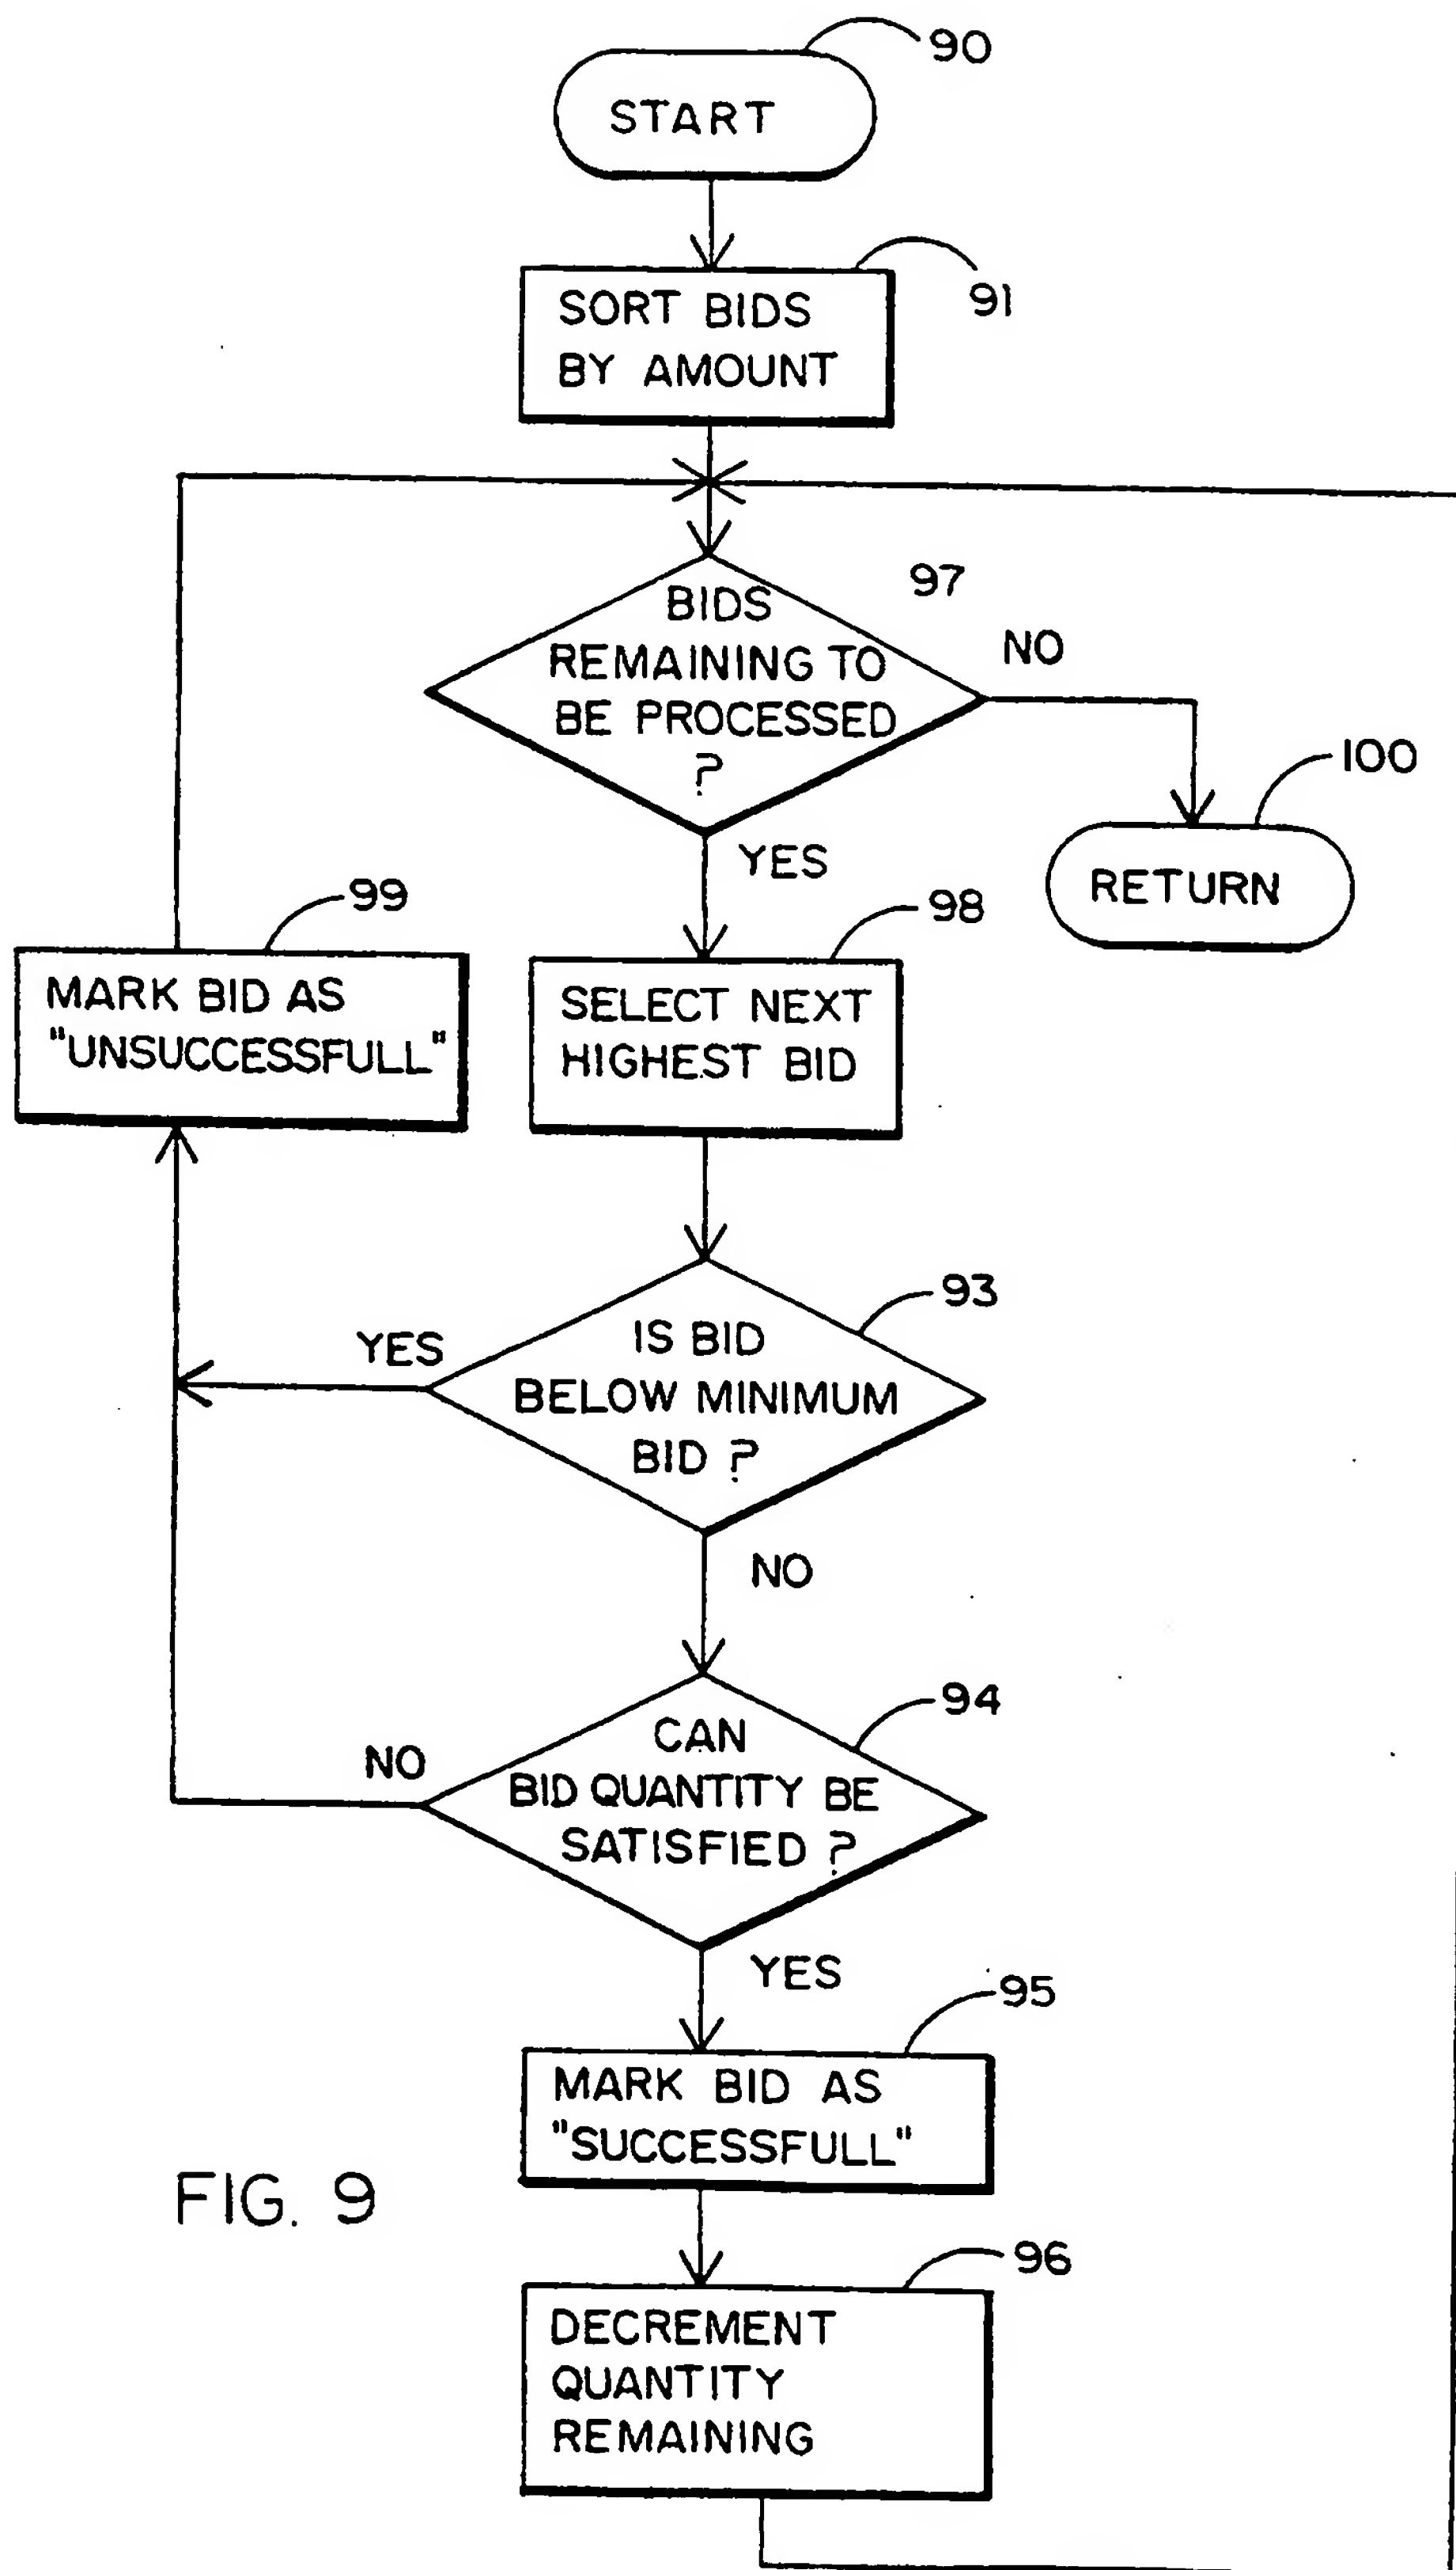 90
START
91
SORT BIDS
BY AMOUNT
97
BIDS
REMAINING TO
BE PROCESSED
?
NO
100
RETURN
YES
99
MARK BID AS
"UNSUCCESSFULL"
98
SELECT NEXT
HIGHEST BID
93
YES
IS BID
BELOW MINIMUM
BID ?
NO
94
NO
CAN
BID QUANTITY BE
SATISFIED ?
YES
95
MARK BID AS
"SUCCESSFULL"
FIG. 9
96
DECREMENT
QUANTITY
REMAINING